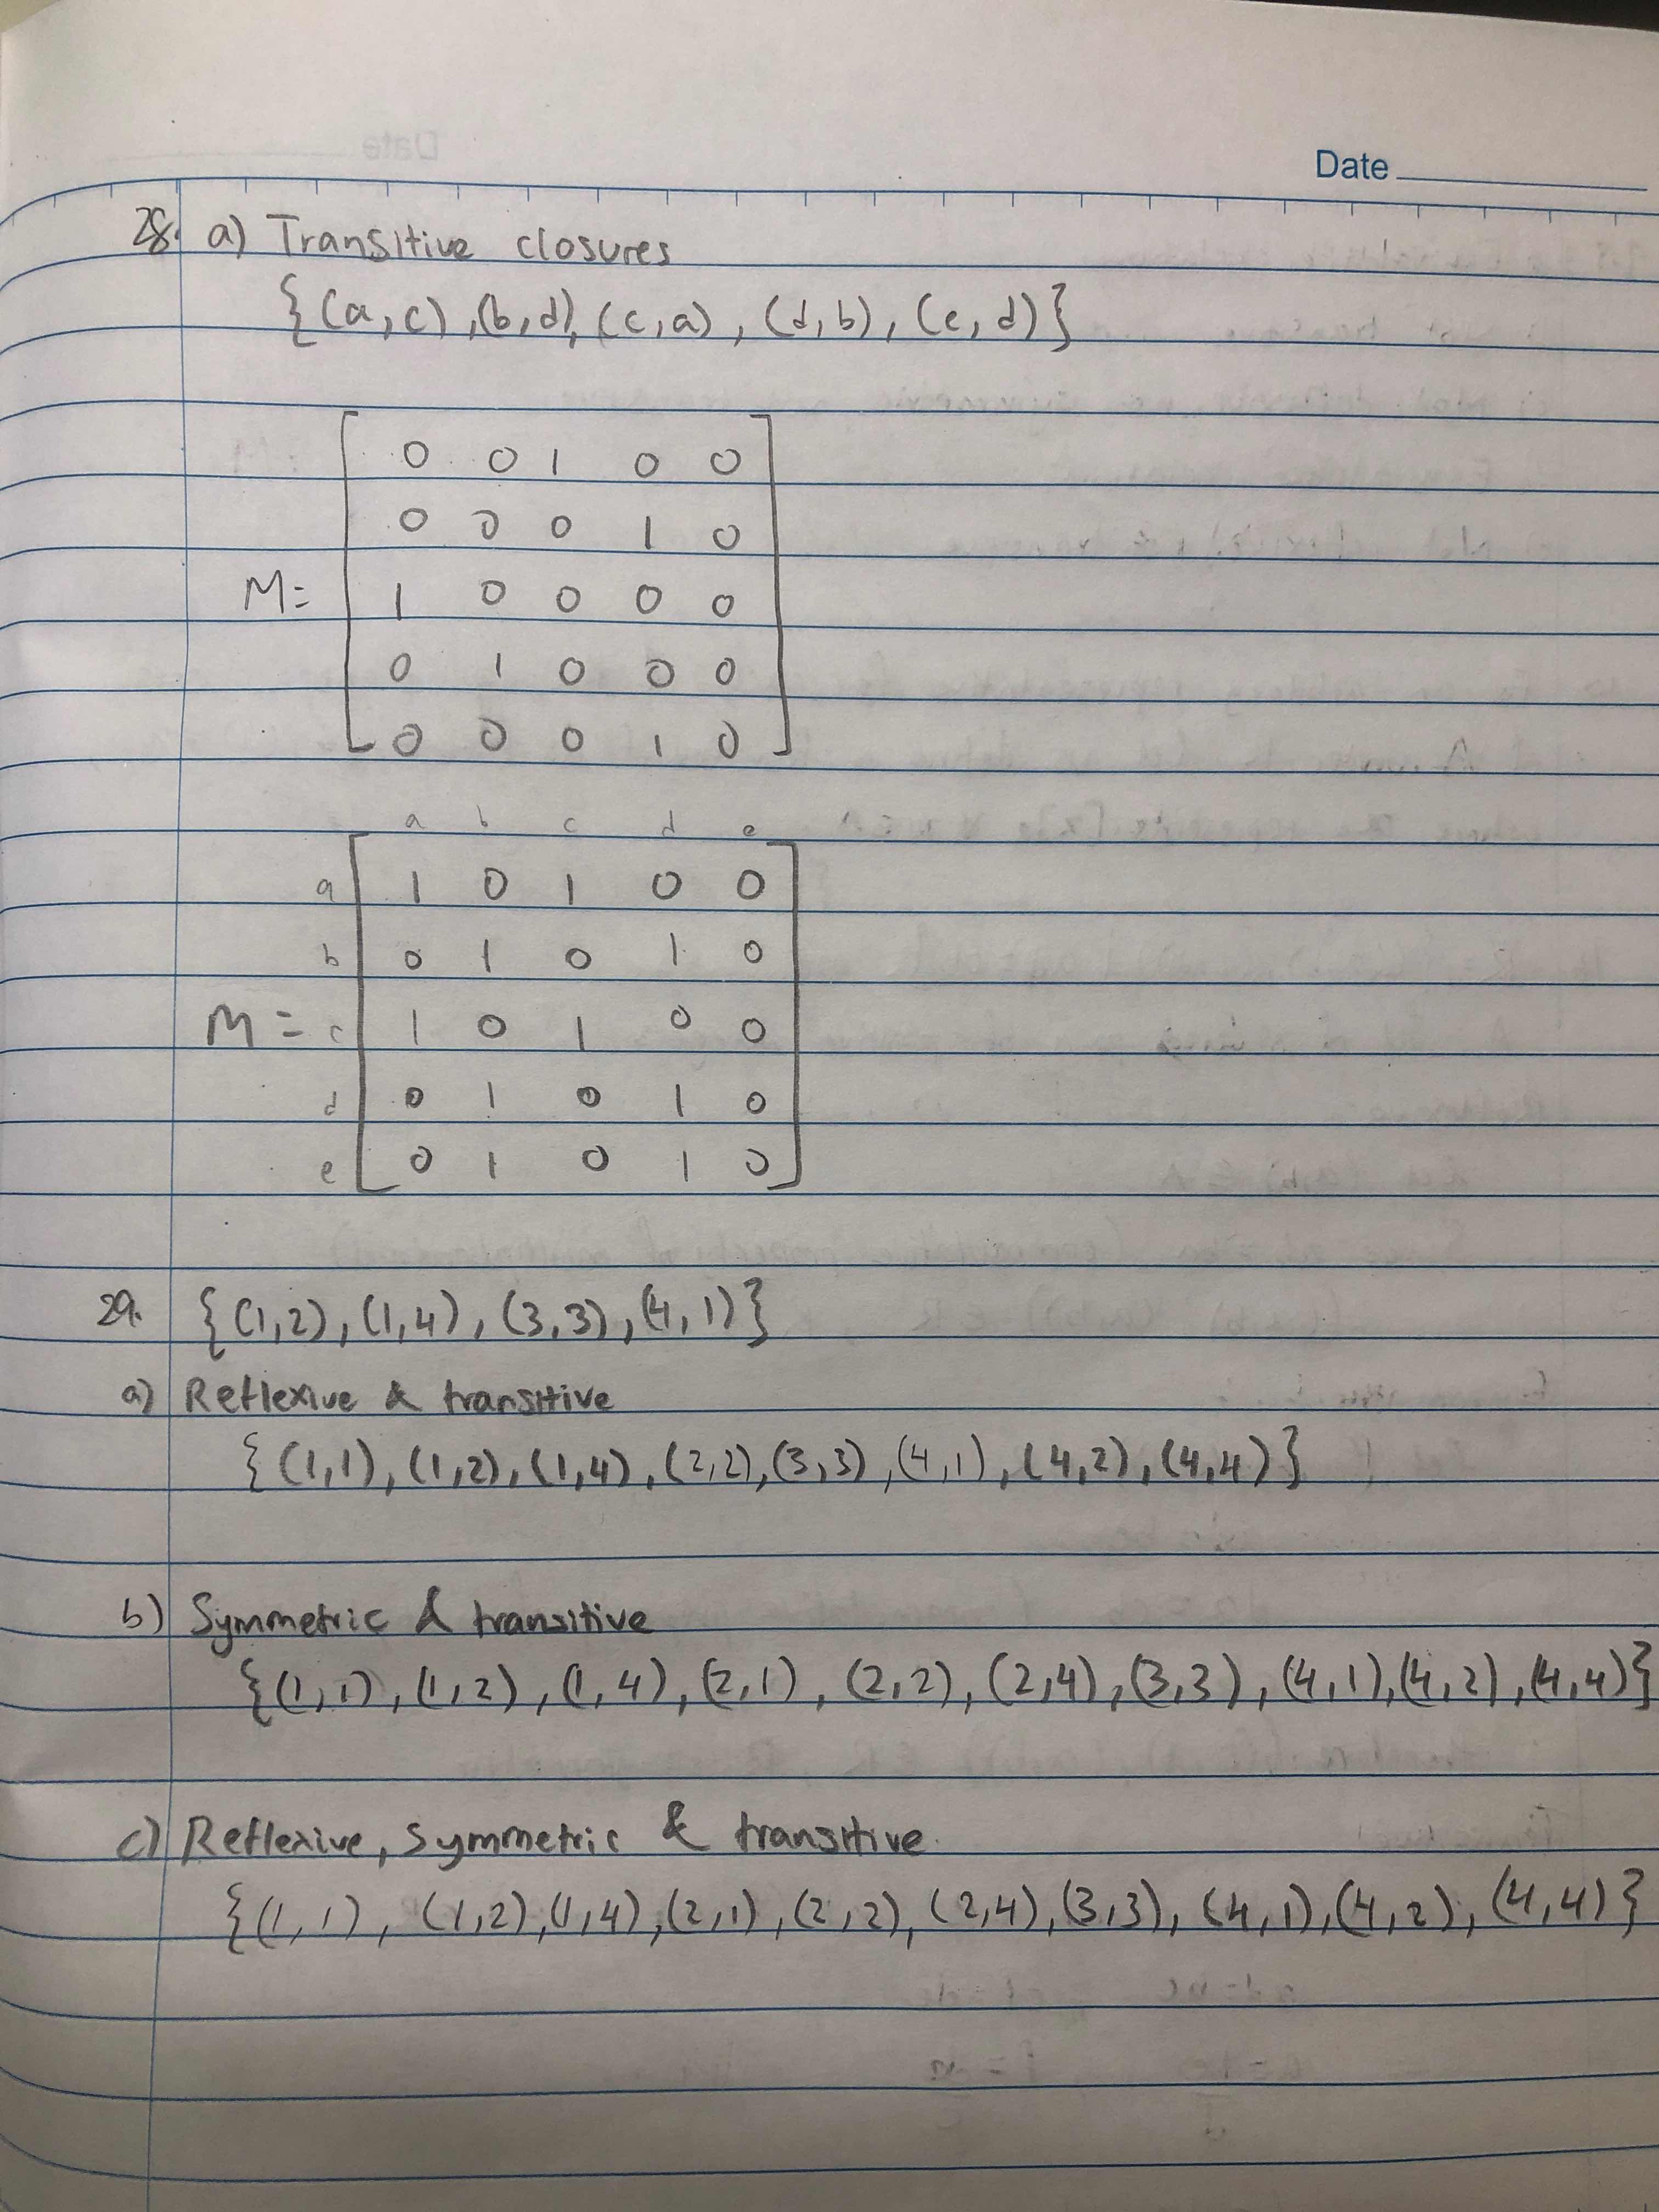 Date
28. a) Transitive closures
{(a,c),(b,d),(c,a),(d,b),(e,d)}
0 0 1 0 0
0 0 0 1 0
M= 1 0 0 0 0
0 1 0 0 0
0 0 0 1 0
a b c d e
a 1 0 1 0 0
b 0 1 0 1 0
M = c 1 0 1 0 0
d 0 1 0 1 0
e 0 1 0 1 0
29. {(1,2),(1,4),(3,3),(4,1)}
a) Reflexive & transitive
{(1,1),(1,2),(1,4),(2,2),(3,3),(4,1),(4,2),(4,4)}
b) Symmetric & transitive
{(1,1),(1,2),(1,4),(2,1),(2,2),(2,4),(3,3),(4,1),(4,2),(4,4)}
c) Reflexive, symmetric & transitive.
{(1,1),(1,2),(1,4),(2,1),(2,2),(2,4),(3,3),(4,1),(4,2),(4,4)}